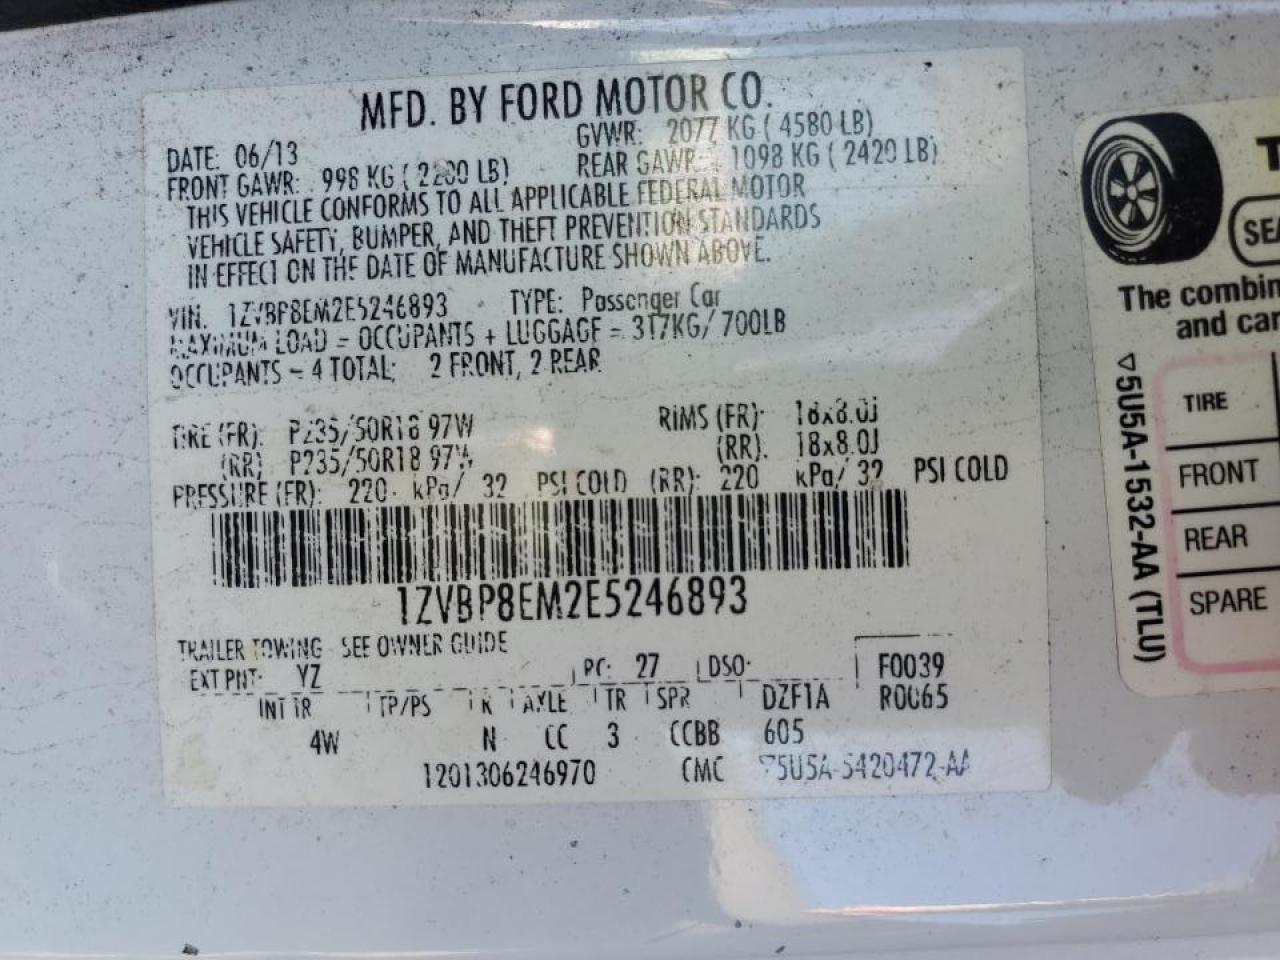 MFD. BY FORD MOTOR CO.
DATE: 06/13 GVWR: 2077 KG ( 4580 LB)
FRONT GAWR: 998 KG ( 2200 LB) REAR GAWR: 1098 KG ( 2420 LB)
THIS VEHICLE CONFORMS TO ALL APPLICABLE FEDERAL MOTOR
VEHICLE SAFETY, BUMPER, AND THEFT PREVENTION STANDARDS
IN EFFECT ON THE DATE OF MANUFACTURE SHOWN ABOVE.
VIN: 1ZVBP8EM2E5246893 TYPE: Passenger Car
MAXIMUM LOAD = OCCUPANTS + LUGGAGE = 317KG/ 700LB
OCCUPANTS = 4 TOTAL; 2 FRONT, 2 REAR
TIRE (FR): P235/50R18 97W RIMS (FR): 18x8.0J
(RR) P235/50R18 97W (RR): 18x8.0J
PRESSURE (FR): 220 kPa/ 32 PSI COLD (RR): 220 kPa/ 32 PSI COLD
1ZVBP8EM2E5246893
TRAILER TOWING - SEE OWNER GUIDE
EXT PNT: YZ RC: 27 DSO: F0039
INT TR TP/PS R AXLE TR SPR DZF1A R0065
4W N CC 3 CCBB 605
1201306246970 CMC 5U5A-5420472-AA
T
SEA
The combin
and car
TIRE
FRONT
REAR
SPARE
▽5U5A-1532-AA (TLU)